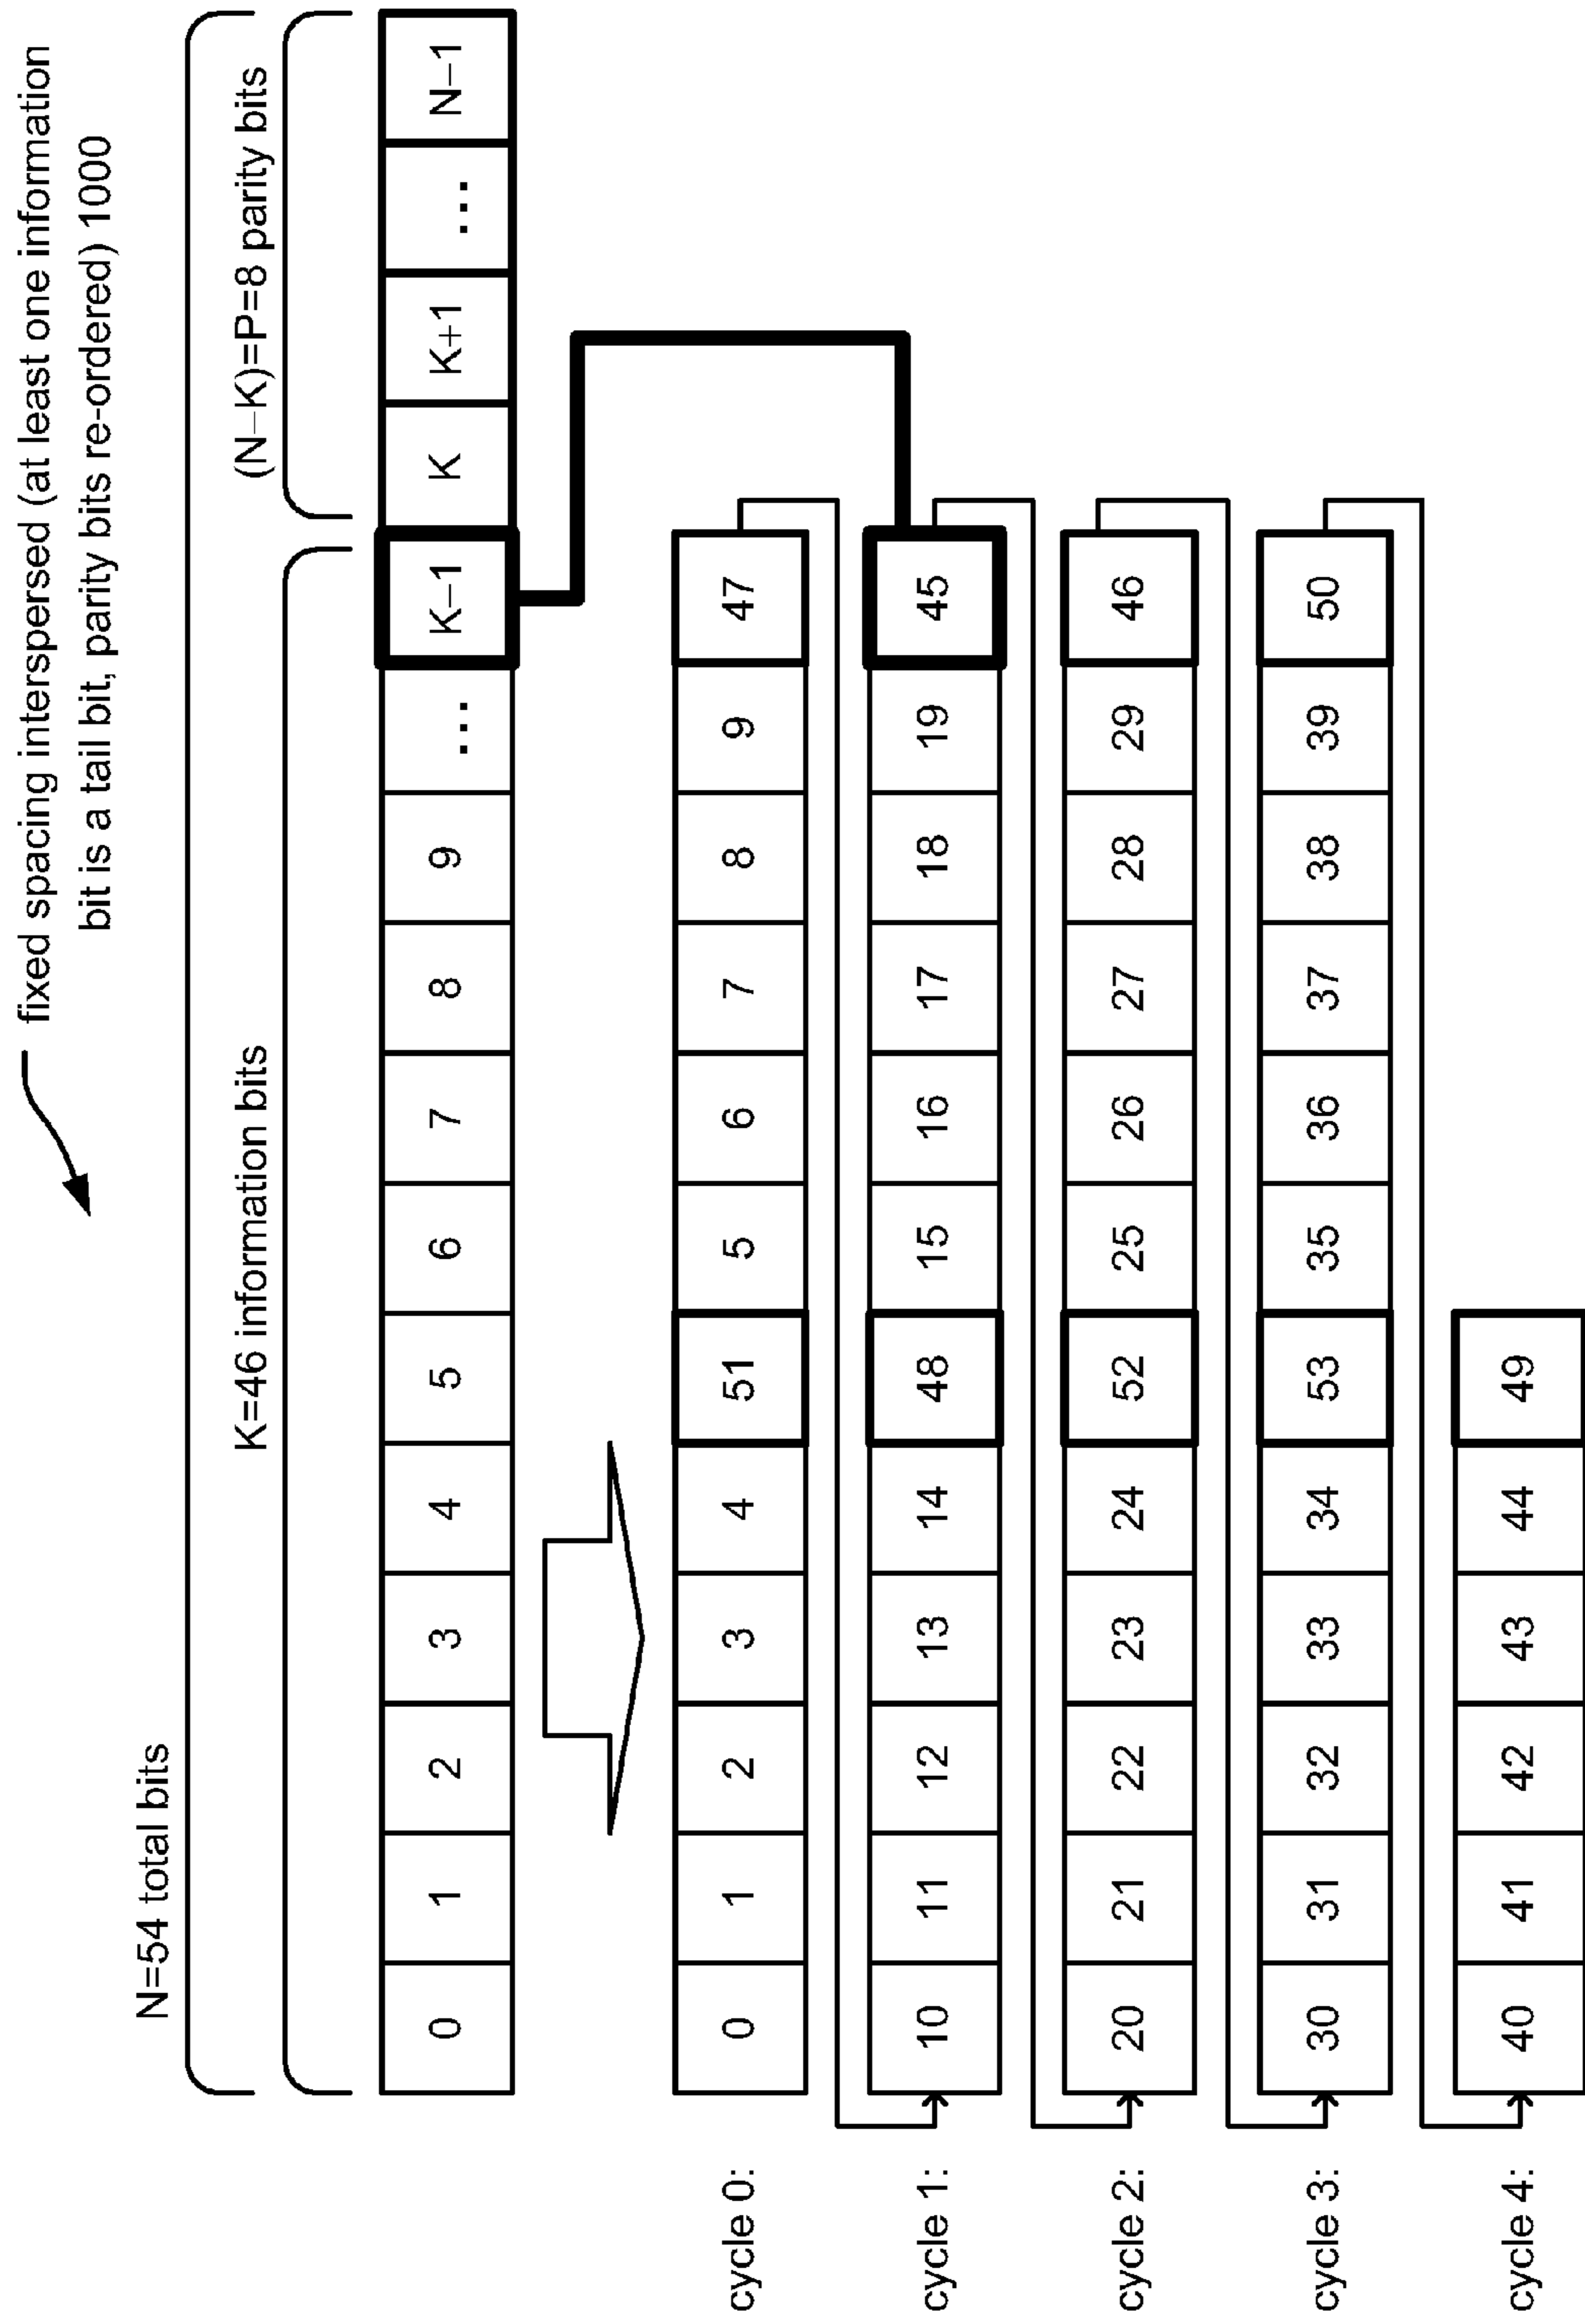 fixed spacing interspersed (at least one information
bit is a tail bit, parity bits re-ordered) 1000
N=54 total bits
K=46 information bits (N−K)=P=8 parity bits
0 1 2 3 4 5 6 7 8 9 ... K−1 K K+1 ... N−1
cycle 0: 0 1 2 3 4 51 5 6 7 8 9 47
cycle 1: 10 11 12 13 14 48 15 16 17 18 19 45
cycle 2: 20 21 22 23 24 52 25 26 27 28 29 46
cycle 3: 30 31 32 33 34 53 35 36 37 38 39 50
cycle 4: 40 41 42 43 44 49